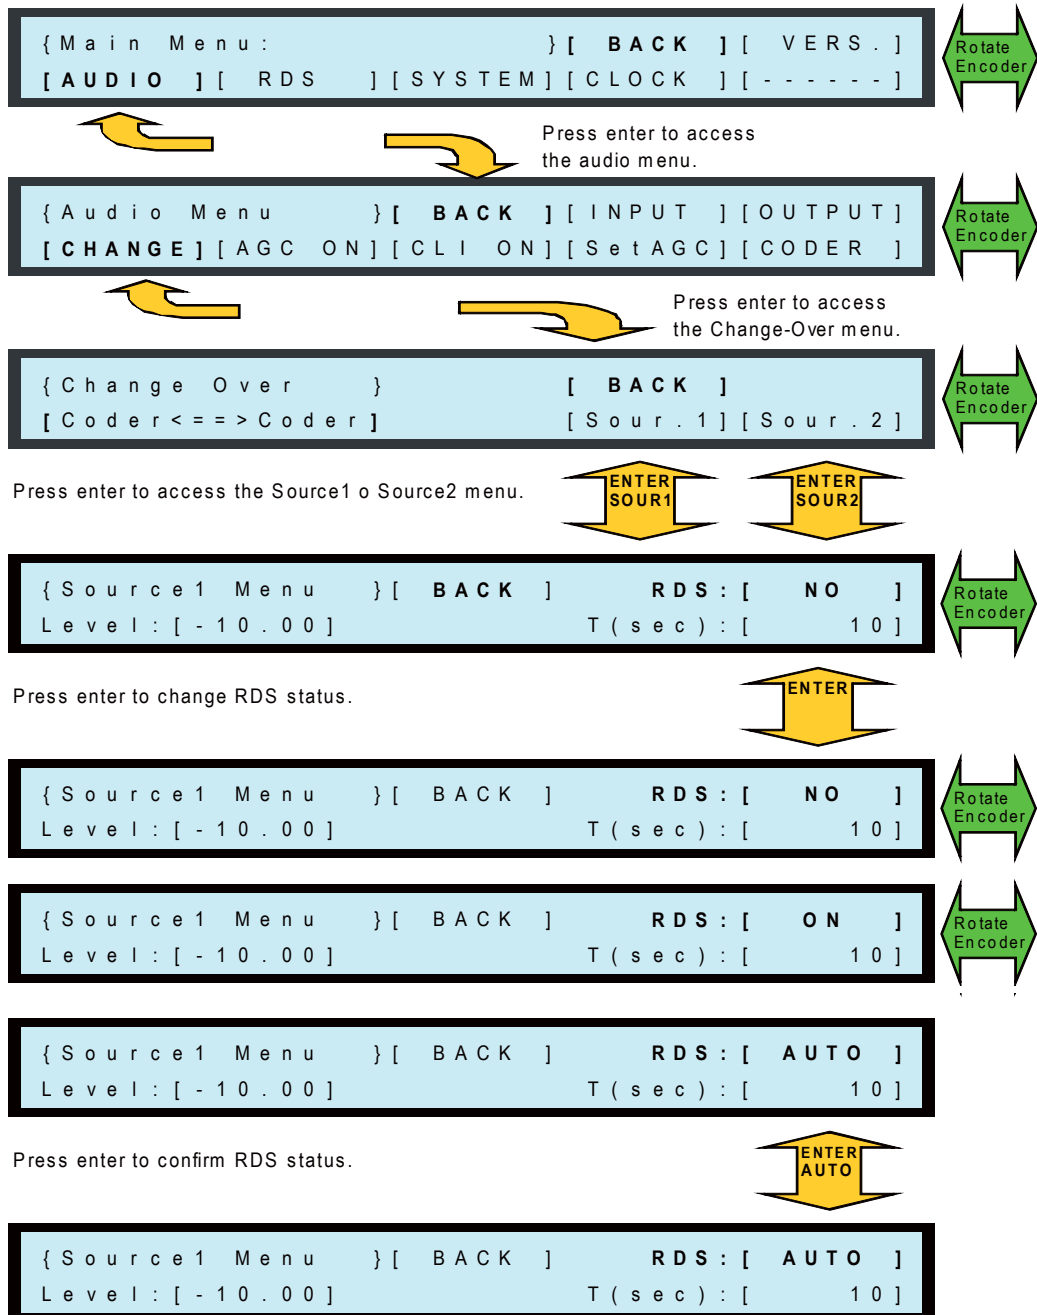 {Main Menu: }[ BACK ][ VERS.]
[AUDIO ][ RDS ][SYSTEM][CLOCK ][------]
Rotate
Encoder
Press enter to access
the audio menu.
{Audio Menu }[ BACK ][INPUT ][OUTPUT]
[CHANGE][AGC ON][CLI ON][SetAGC][CODER ]
Rotate
Encoder
Press enter to access
the Change-Over menu.
{Change Over } [ BACK ]
[Coder<==>Coder] [Sour.1][Sour.2]
Rotate
Encoder
Press enter to access the Source1 o Source2 menu.
ENTER
SOUR1
ENTER
SOUR2
{Source1 Menu }[ BACK ] RDS:[ NO ]
Level:[-10.00] T(sec):[ 10]
Rotate
Encoder
Press enter to change RDS status.
ENTER
{Source1 Menu }[ BACK ] RDS:[ NO ]
Level:[-10.00] T(sec):[ 10]
Rotate
Encoder
{Source1 Menu }[ BACK ] RDS:[ ON ]
Level:[-10.00] T(sec):[ 10]
Rotate
Encoder
{Source1 Menu }[ BACK ] RDS:[ AUTO ]
Level:[-10.00] T(sec):[ 10]
Press enter to confirm RDS status.
ENTER
AUTO
{Source1 Menu }[ BACK ] RDS:[ AUTO ]
Level:[-10.00] T(sec):[ 10]